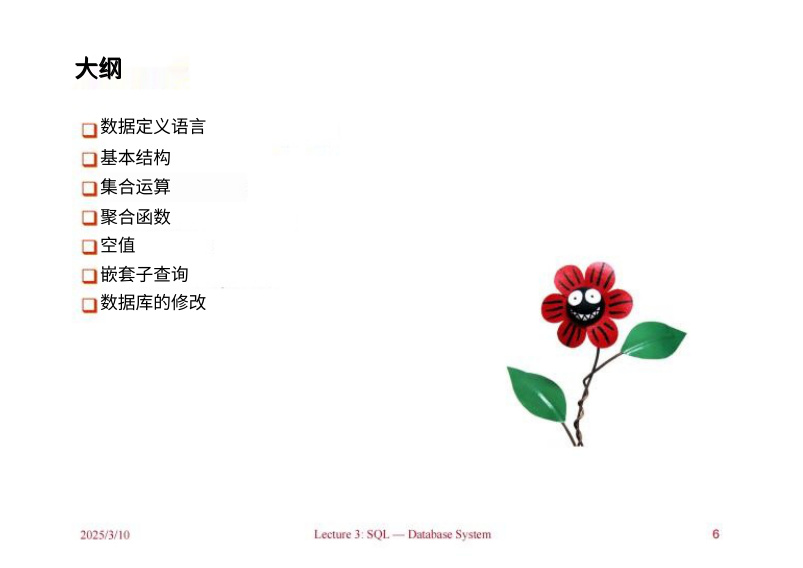 大纲
数据定义语言
基本结构
集合运算
聚合函数
空值
嵌套子查询
数据库的修改
2025/3/10
Lecture 3: SQL — Database System
6